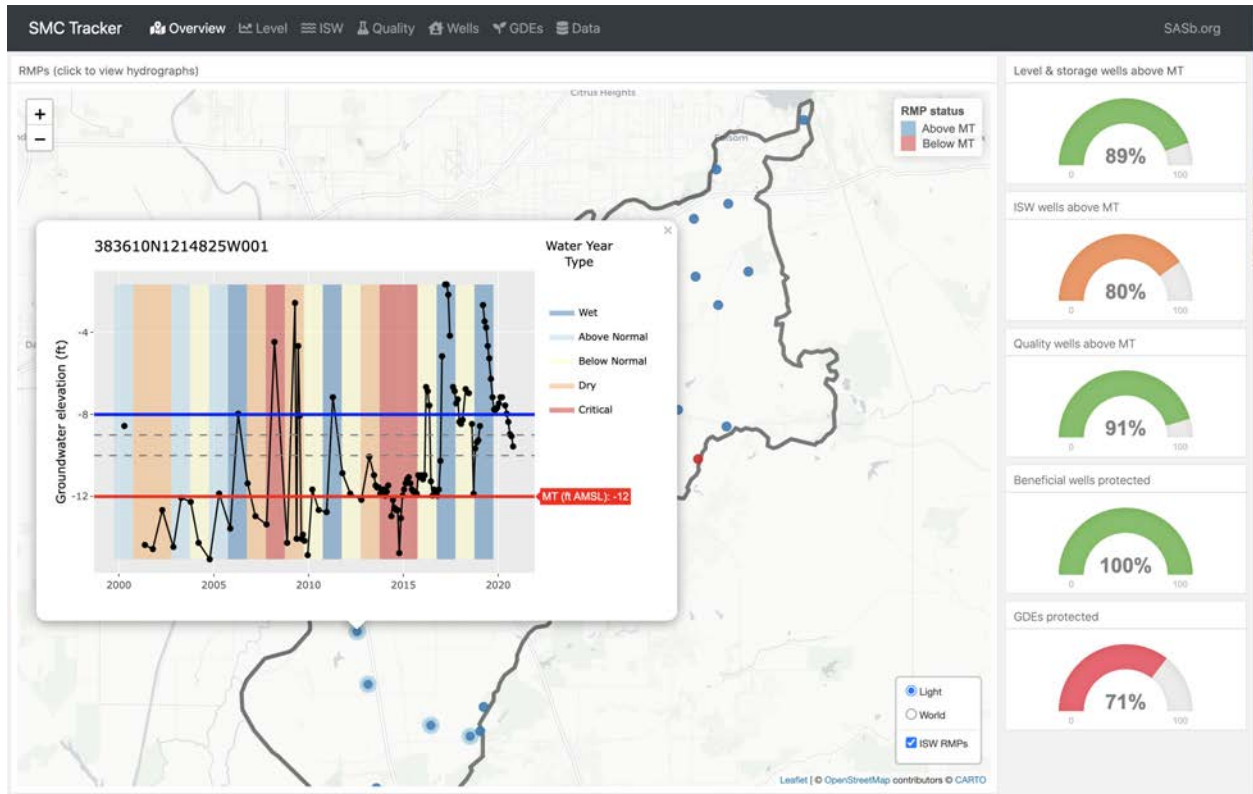 SMC Tracker Overview Level ISW Quality Wells GDEs Data SASb.org
RMPs (click to view hydrographs)
+
−
Citrus Heights
Folsom
RMP status
Above MT
Below MT
383610N1214825W001
×
Water Year
Type
Wet
Above Normal
Below Normal
Dry
Critical
Groundwater elevation (ft)
-4
-8
-12
MT (ft AMSL): -12
2000 2005 2010 2015 2020
Light
World
ISW RMPs
Leaflet | © OpenStreetMap contributors © CARTO
Level & storage wells above MT
89%
0 100
ISW wells above MT
80%
0 100
Quality wells above MT
91%
0 100
Beneficial wells protected
100%
0 100
GDEs protected
71%
0 100